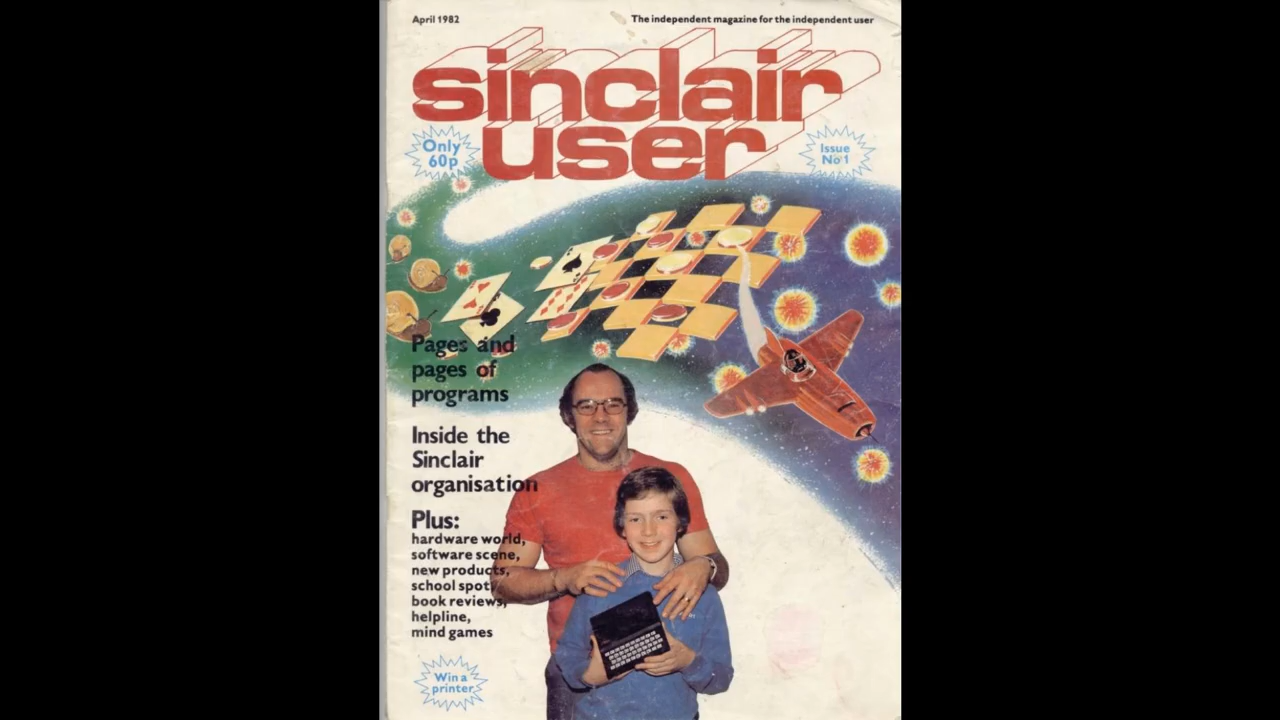 April 1982
The independent magazine for the independent user
sinclair
user
Only
60p
Issue
No 1
Pages and
pages of
programs
Inside the
Sinclair
organisation
Plus:
hardware world,
software scene,
new products,
school spot,
book reviews,
helpline,
mind games
Win a
printer